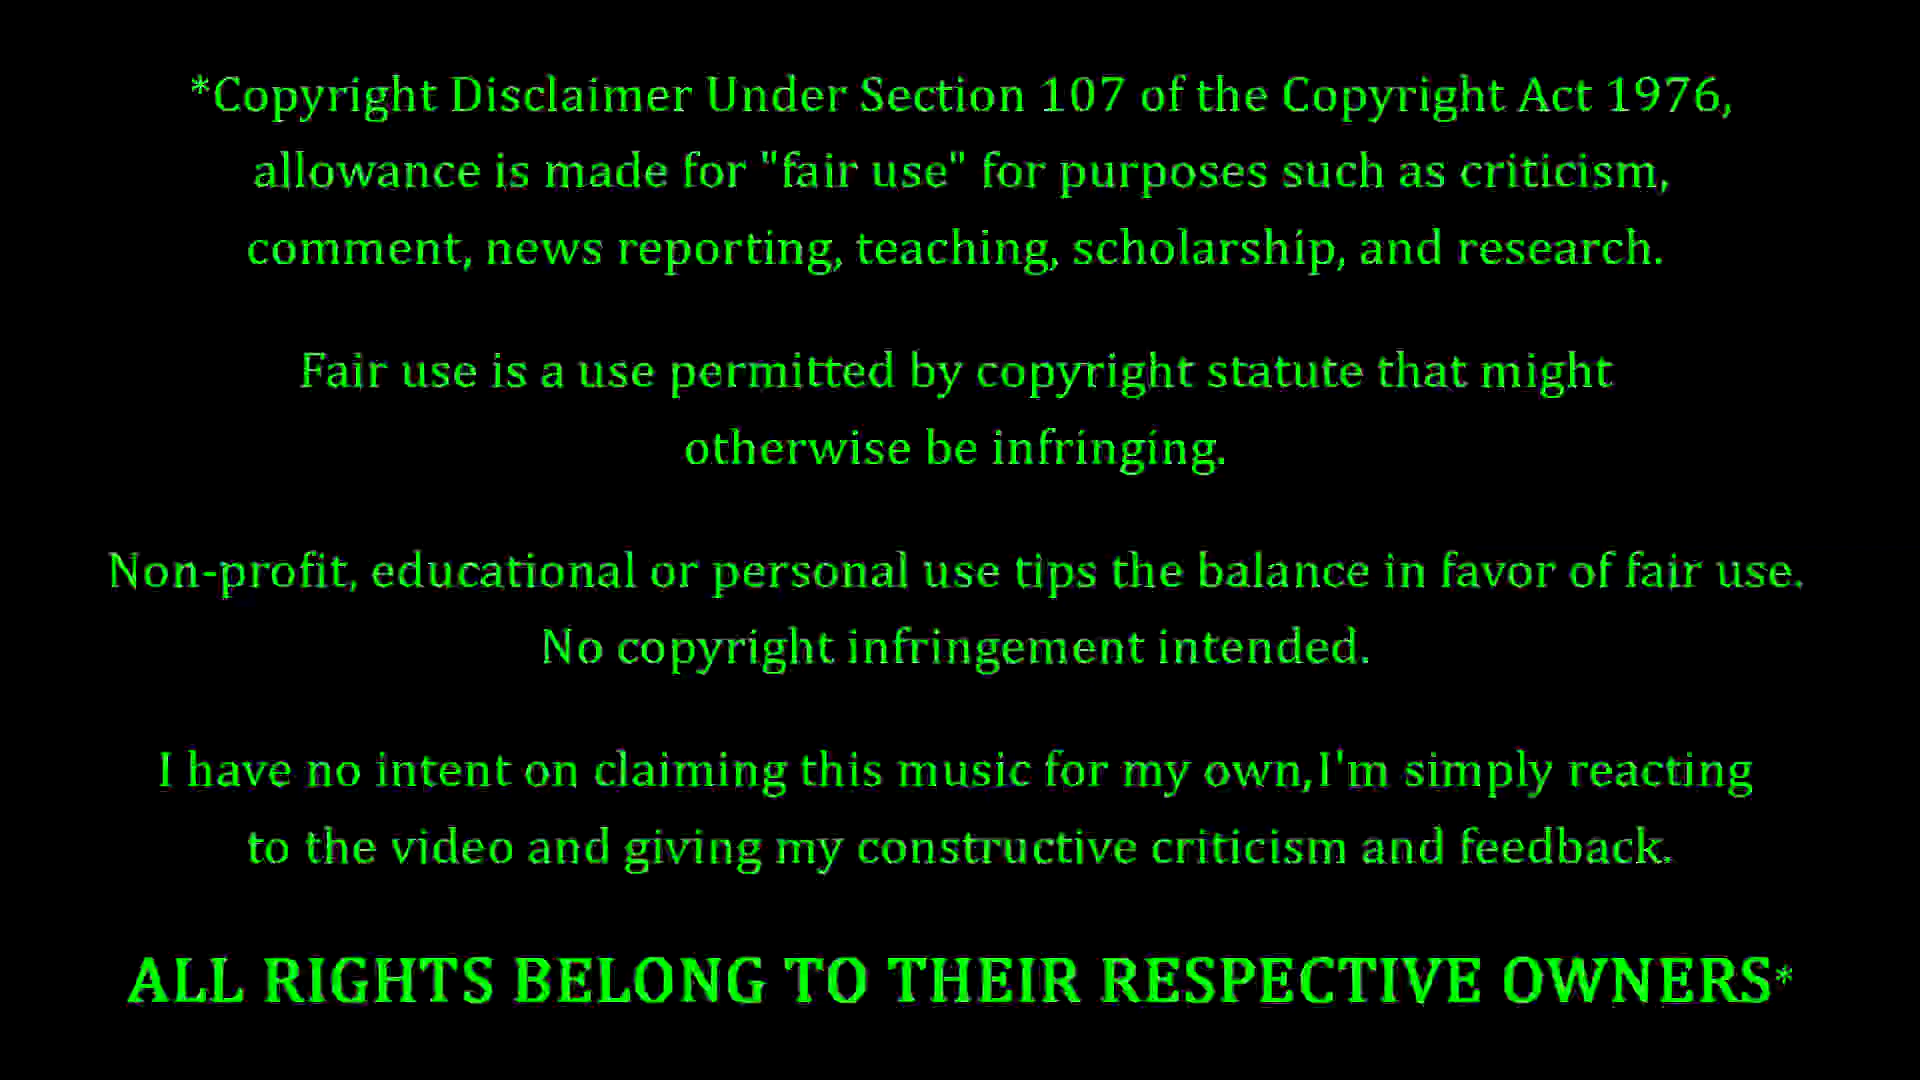 *Copyright Disclaimer Under Section 107 of the Copyright Act 1976,
allowance is made for "fair use" for purposes such as criticism,
comment, news reporting, teaching, scholarship, and research.
Fair use is a use permitted by copyright statute that might
otherwise be infringing.
Non-profit, educational or personal use tips the balance in favor of fair use.
No copyright infringement intended.
I have no intent on claiming this music for my own,I'm simply reacting
to the video and giving my constructive criticism and feedback.
ALL RIGHTS BELONG TO THEIR RESPECTIVE OWNERS*